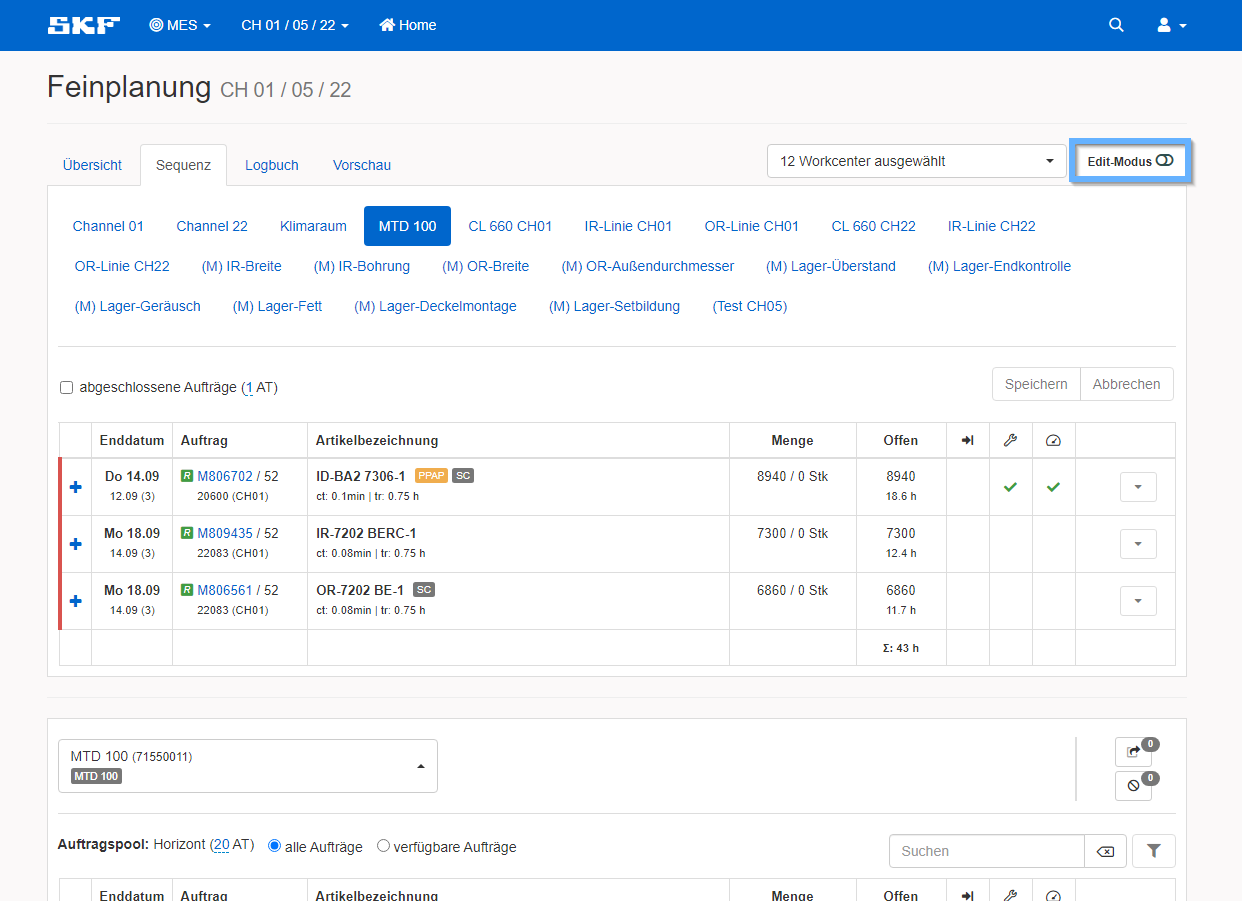 SKF MES CH 01 / 05 / 22 Home
Feinplanung CH 01 / 05 / 22
Übersicht Sequenz Logbuch Vorschau 12 Workcenter ausgewählt Edit-Modus
Channel 01 Channel 22 Klimaraum MTD 100 CL 660 CH01 IR-Linie CH01 OR-Linie CH01 CL 660 CH22 IR-Linie CH22
OR-Linie CH22 (M) IR-Breite (M) IR-Bohrung (M) OR-Breite (M) OR-Außendurchmesser (M) Lager-Überstand (M) Lager-Endkontrolle
(M) Lager-Geräusch (M) Lager-Fett (M) Lager-Deckelmontage (M) Lager-Setbildung (Test CH05)
abgeschlossene Aufträge (1 AT) Speichern Abbrechen
Enddatum Auftrag Artikelbezeichnung Menge Offen
Do 14.09 R M806702 / 52 ID-BA2 7306-1 PPAP SC 8940 / 0 Stk 8940
12.09 (3) 20600 (CH01) ct: 0.1min | tr: 0.75 h 18.6 h
Mo 18.09 R M809435 / 52 IR-7202 BERC-1 7300 / 0 Stk 7300
14.09 (3) 22083 (CH01) ct: 0.08min | tr: 0.75 h 12.4 h
Mo 18.09 R M806561 / 52 OR-7202 BE-1 SC 6860 / 0 Stk 6860
14.09 (3) 22083 (CH01) ct: 0.08min | tr: 0.75 h 11.7 h
Σ: 43 h
MTD 100 (71550011) 0
MTD 100 0
Auftragspool: Horizont (20 AT) alle Aufträge verfügbare Aufträge Suchen
Enddatum Auftrag Artikelbezeichnung Menge Offen